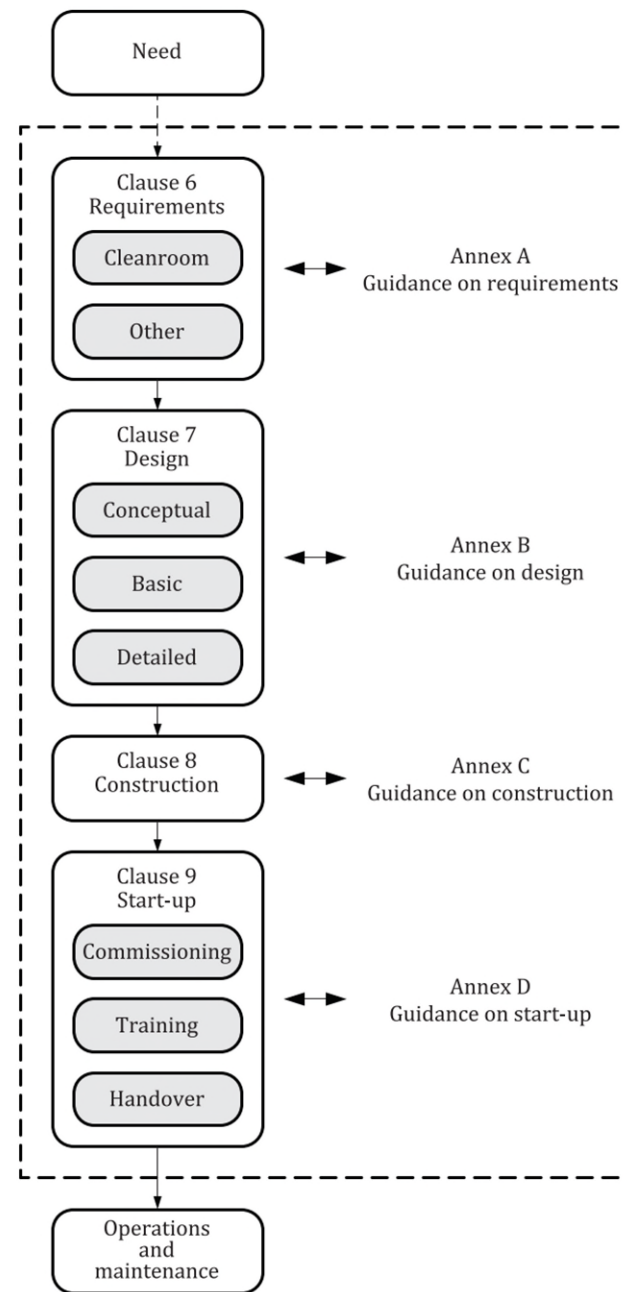 Need
Clause 6
Requirements
Cleanroom
Other
Annex A
Guidance on requirements
Clause 7
Design
Conceptual
Basic
Detailed
Annex B
Guidance on design
Clause 8
Construction
Annex C
Guidance on construction
Clause 9
Start-up
Commissioning
Training
Handover
Annex D
Guidance on start-up
Operations
and
maintenance